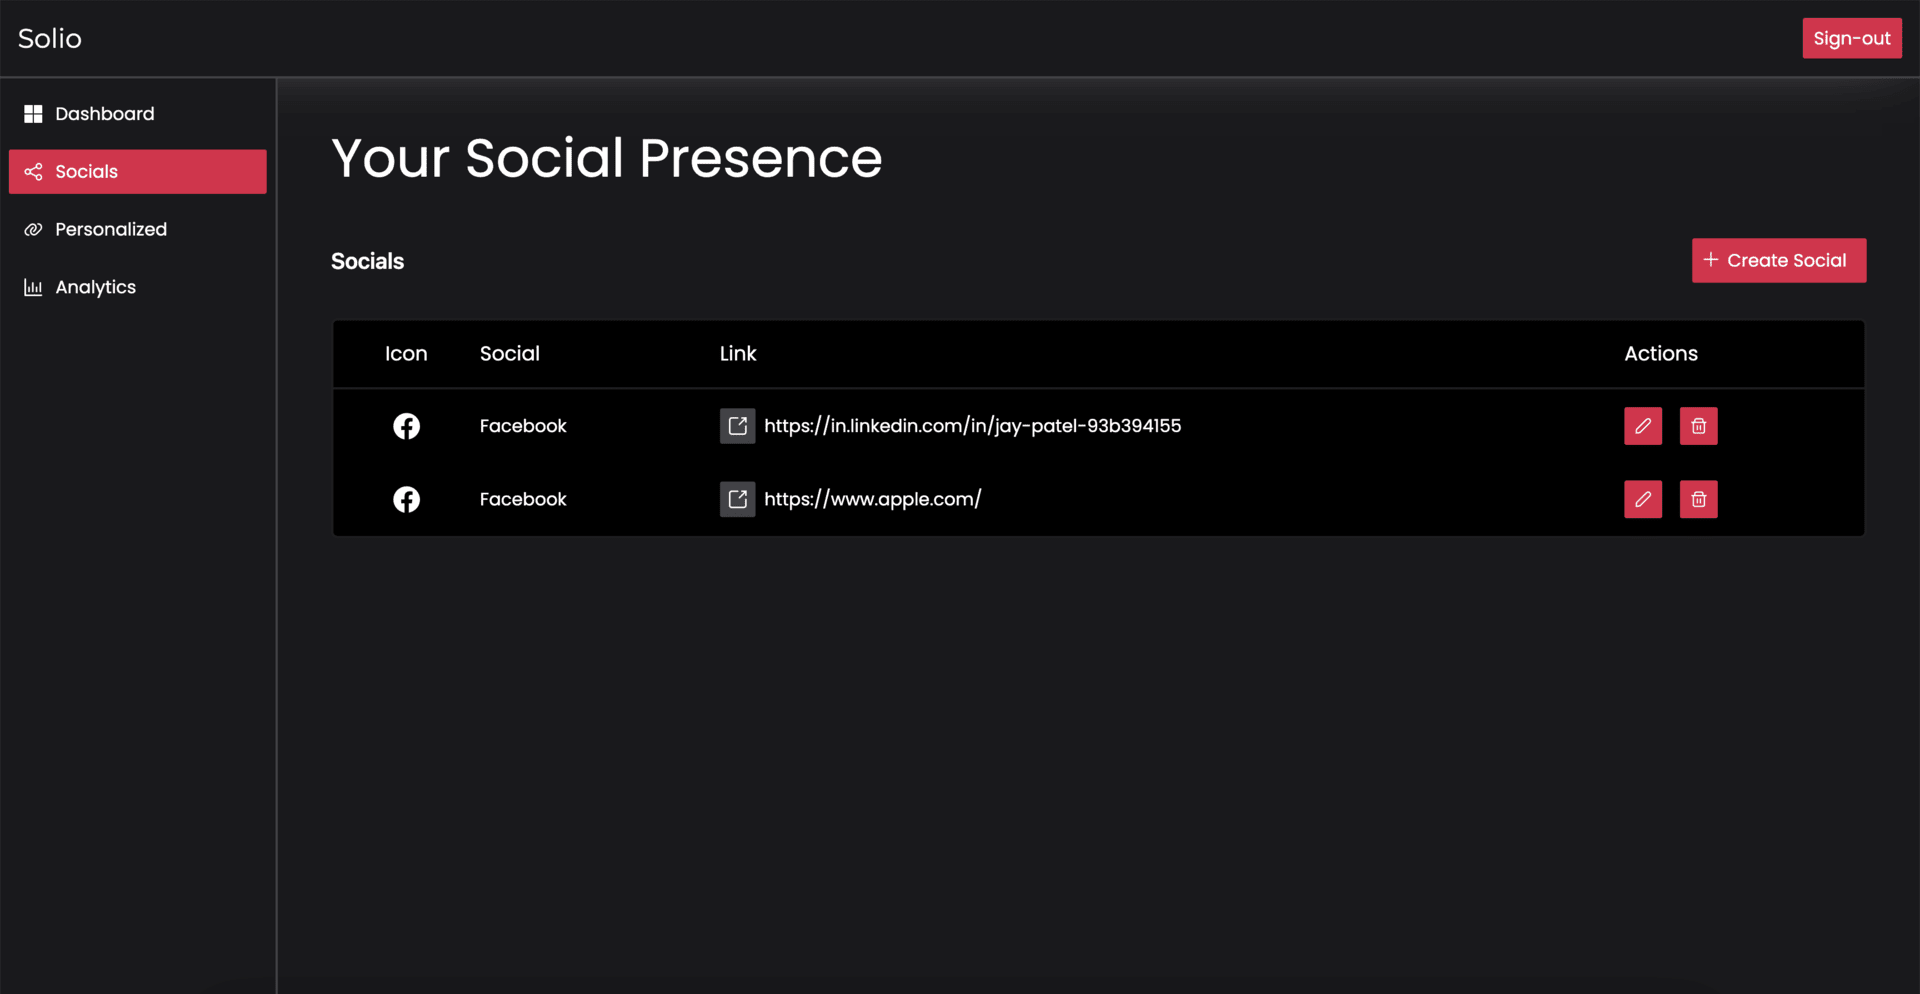 Solio
Sign-out
Dashboard
Socials
Personalized
Analytics
Your Social Presence
Socials
Create Social
Icon Social Link Actions
Facebook https://in.linkedin.com/in/jay-patel-93b394155
Facebook https://www.apple.com/